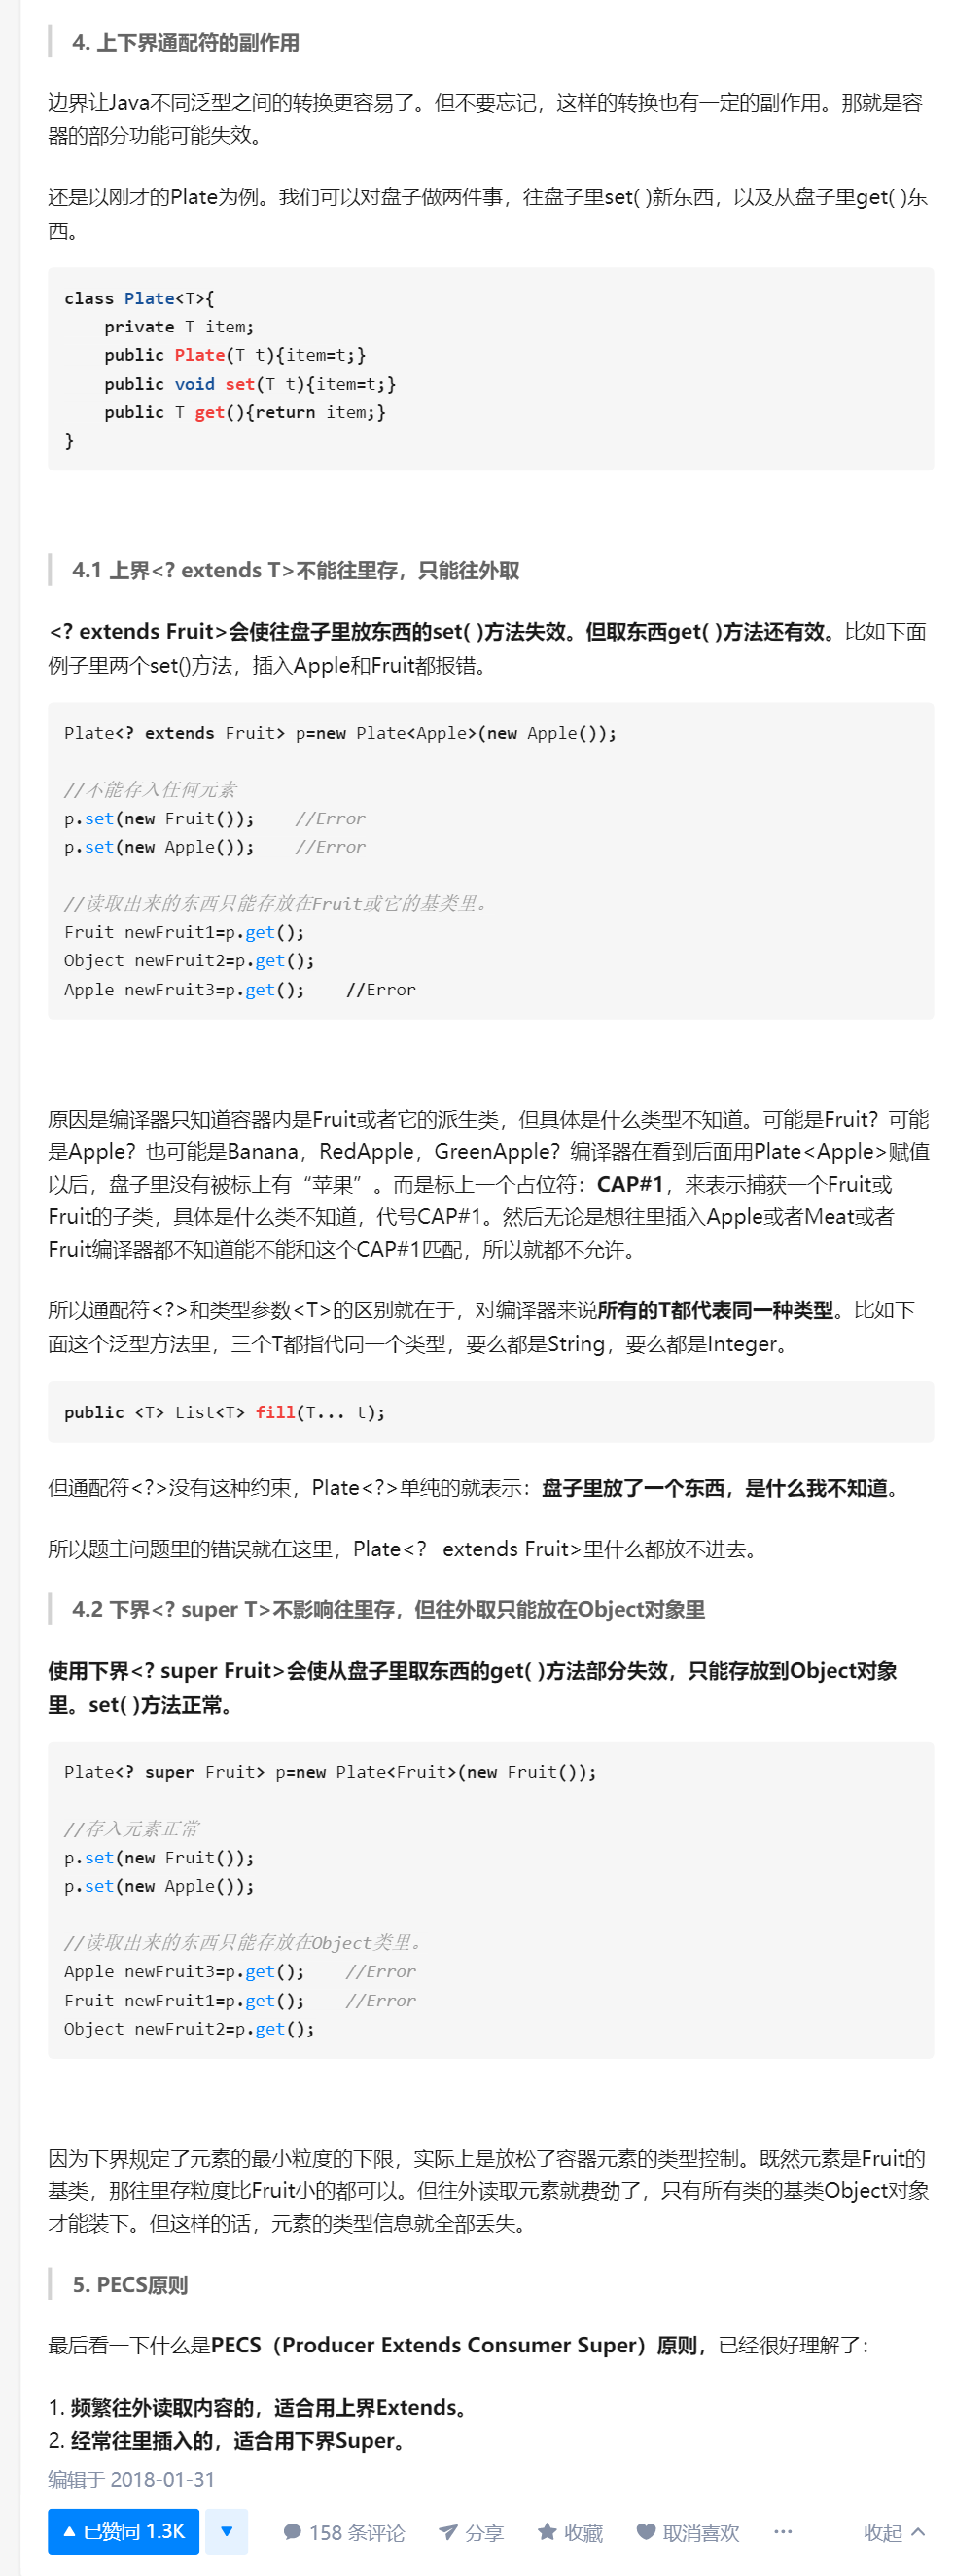 4. 上下界通配符的副作用
边界让Java不同泛型之间的转换更容易了。但不要忘记，这样的转换也有一定的副作用。那就是容
器的部分功能可能失效。
还是以刚才的Plate为例。我们可以对盘子做两件事，往盘子里set( )新东西，以及从盘子里get( )东
西。
class Plate<T>{
    private T item;
    public Plate(T t){item=t;}
    public void set(T t){item=t;}
    public T get(){return item;}
}
4.1 上界<? extends T>不能往里存，只能往外取
<? extends Fruit>会使往盘子里放东西的set( )方法失效。但取东西get( )方法还有效。比如下面
例子里两个set()方法，插入Apple和Fruit都报错。
Plate<? extends Fruit> p=new Plate<Apple>(new Apple());
//不能存入任何元素
p.set(new Fruit());    //Error
p.set(new Apple());    //Error
//读取出来的东西只能存放在Fruit或它的基类里。
Fruit newFruit1=p.get();
Object newFruit2=p.get();
Apple newFruit3=p.get();    //Error
原因是编译器只知道容器内是Fruit或者它的派生类，但具体是什么类型不知道。可能是Fruit？可能
是Apple？也可能是Banana，RedApple，GreenApple？编译器在看到后面用Plate<Apple>赋值
以后，盘子里没有被标上有“苹果”。而是标上一个占位符：CAP#1，来表示捕获一个Fruit或
Fruit的子类，具体是什么类不知道，代号CAP#1。然后无论是想往里插入Apple或者Meat或者
Fruit编译器都不知道能不能和这个CAP#1匹配，所以就都不允许。
所以通配符<?>和类型参数<T>的区别就在于，对编译器来说所有的T都代表同一种类型。比如下
面这个泛型方法里，三个T都指代同一个类型，要么都是String，要么都是Integer。
public <T> List<T> fill(T... t);
但通配符<?>没有这种约束，Plate<?>单纯的就表示：盘子里放了一个东西，是什么我不知道。
所以题主问题里的错误就在这里，Plate<？ extends Fruit>里什么都放不进去。
4.2 下界<? super T>不影响往里存，但往外取只能放在Object对象里
使用下界<? super Fruit>会使从盘子里取东西的get( )方法部分失效，只能存放到Object对象
里。set( )方法正常。
Plate<? super Fruit> p=new Plate<Fruit>(new Fruit());
//存入元素正常
p.set(new Fruit());
p.set(new Apple());
//读取出来的东西只能存放在Object类里。
Apple newFruit3=p.get();    //Error
Fruit newFruit1=p.get();    //Error
Object newFruit2=p.get();
因为下界规定了元素的最小粒度的下限，实际上是放松了容器元素的类型控制。既然元素是Fruit的
基类，那往里存粒度比Fruit小的都可以。但往外读取元素就费劲了，只有所有类的基类Object对象
才能装下。但这样的话，元素的类型信息就全部丢失。
5. PECS原则
最后看一下什么是PECS（Producer Extends Consumer Super）原则，已经很好理解了：
1. 频繁往外读取内容的，适合用上界Extends。
2. 经常往里插入的，适合用下界Super。
编辑于 2018-01-31
已赞同 1.3K 158 条评论 分享 收藏 取消喜欢 ··· 收起